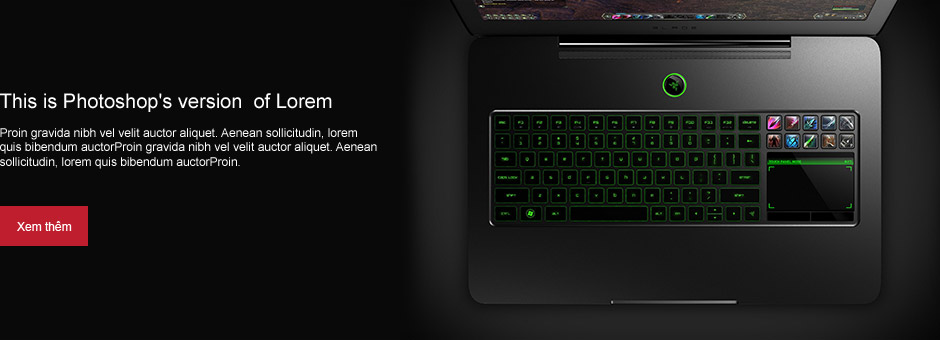 This is Photoshop's version of Lorem
Proin gravida nibh vel velit auctor aliquet. Aenean sollicitudin, lorem
quis bibendum auctorProin gravida nibh vel velit auctor aliquet. Aenean
sollicitudin, lorem quis bibendum auctorProin.
Xem thêm